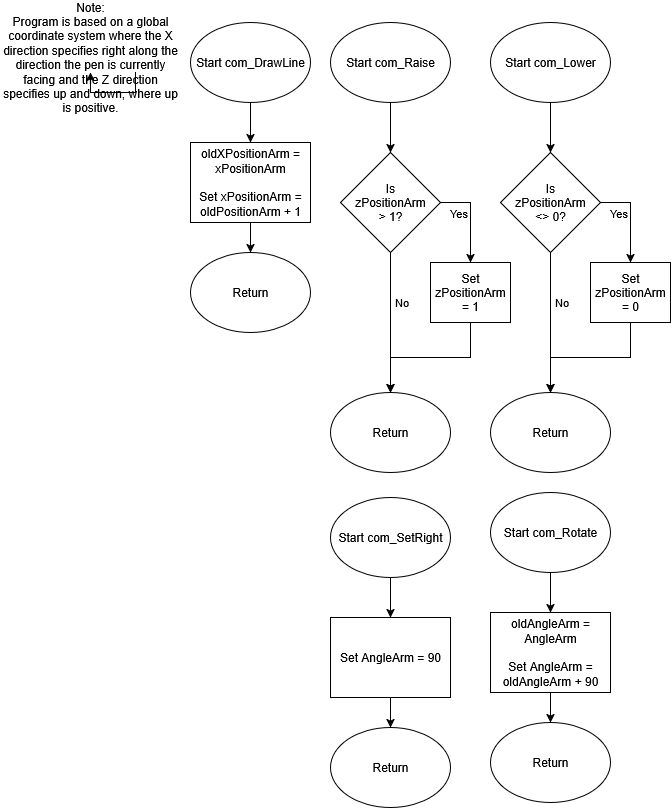 Note:
Program is based on a global
coordinate system where the X
direction specifies right along the
direction the pen is currently
facing and the Z direction
specifies up and down, where up
is positive.
Start com_DrawLine
oldXPositionArm =
xPositionArm
Set xPositionArm =
oldPositionArm + 1
Return
Start com_Raise
Is
zPositionArm
> 1?
Yes
Set
zPositionArm
= 1
No
Return
Start com_Lower
Is
zPositionArm
<> 0?
Yes
Set
zPositionArm
= 0
No
Return
Start com_SetRight
Set AngleArm = 90
Return
Start com_Rotate
oldAngleArm =
AngleArm
Set AngleArm =
oldAngleArm + 90
Return